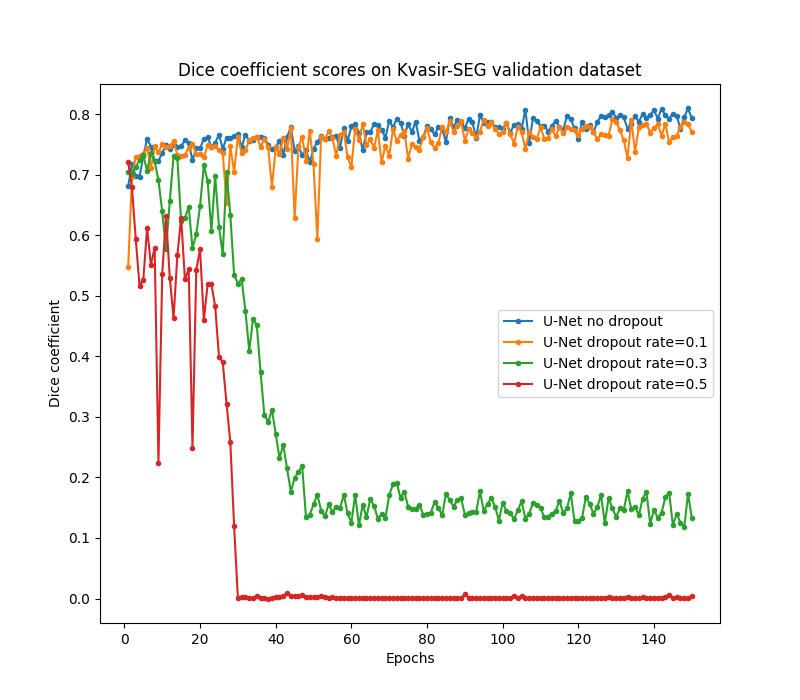 Dice coefficient scores on Kvasir-SEG validation dataset
Dice coefficient
0.8
0.7
0.6
0.5
0.4
0.3
0.2
0.1
0.0
U-Net no dropout
U-Net dropout rate=0.1
U-Net dropout rate=0.3
U-Net dropout rate=0.5
0 20 40 60 80 100 120 140
Epochs